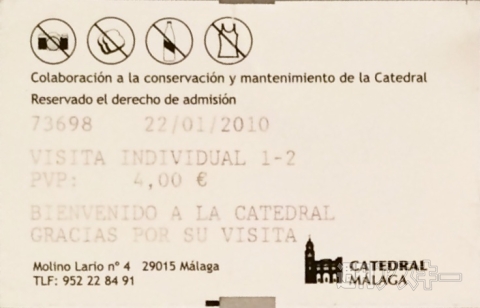 Colaboración a la conservación y mantenimiento de la Catedral
Reservado el derecho de admisión
73698 22/01/2010
VISITA INDIVIDUAL 1-2
PVP: 4,00 €
BIENVENIDO A LA CATEDRAL
GRACIAS POR SU VISITA
Molino Lario nº 4 29015 Málaga
TLF: 952 22 84 91
CATEDRAL
MÁLAGA